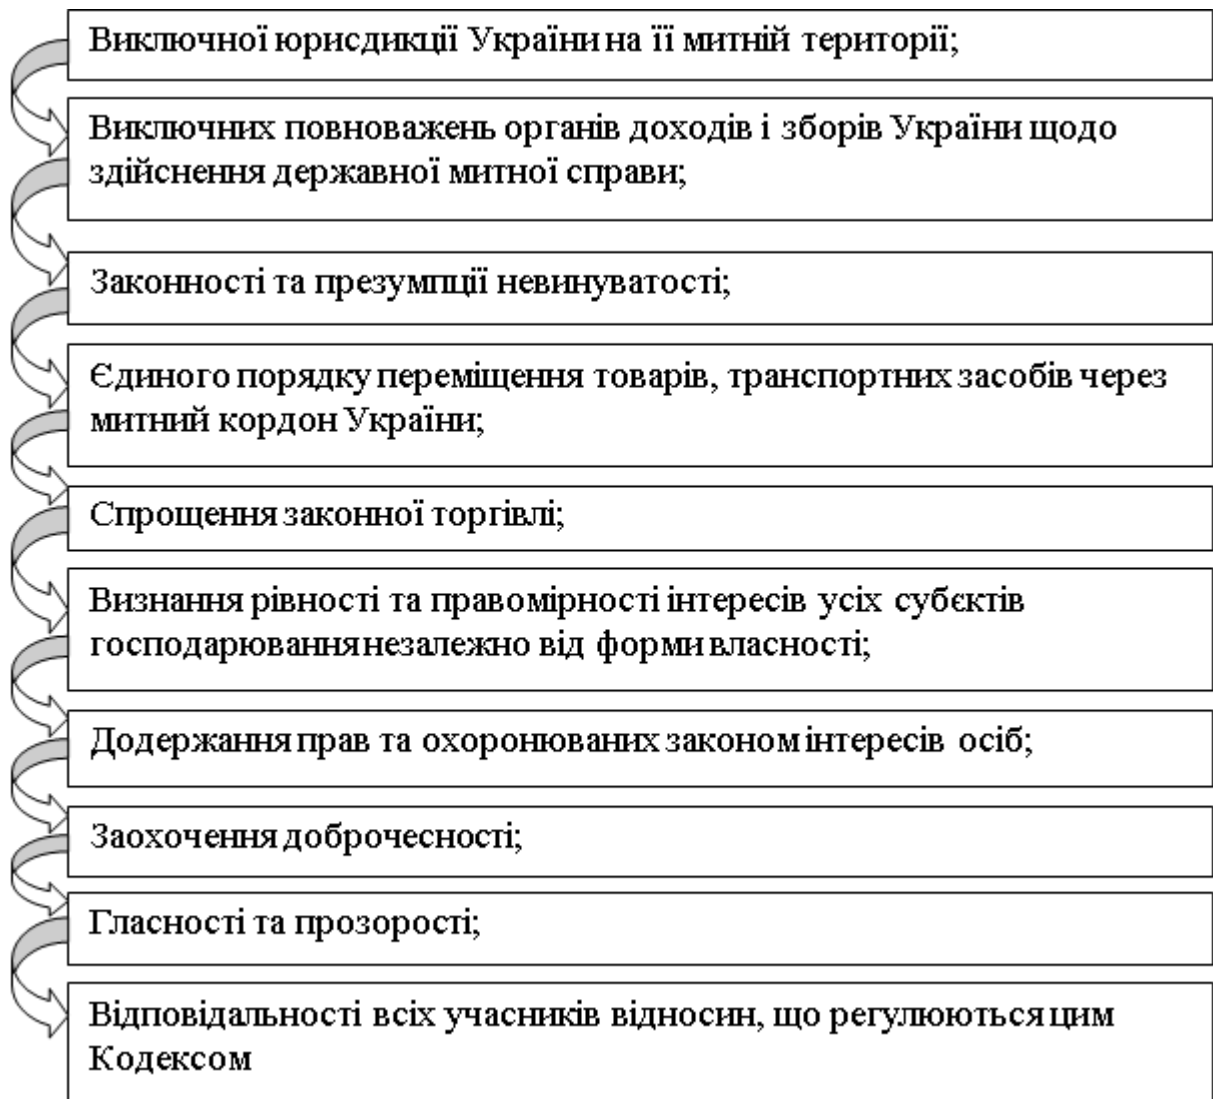 Виключної юрисдикції України на її митній території;
Виключних повноважень органів доходів і зборів України щодо
здійснення державної митної справи;
Законності та презумпції невинуватості;
Єдиного порядку переміщення товарів, транспортних засобів через
митний кордон України;
Спрощення законної торгівлі;
Визнання рівності та правомірності інтересів усіх субєктів
господарювання незалежно від форми власності;
Додержання прав та охоронюваних законом інтересів осіб;
Заохочення доброчесності;
Гласності та прозорості;
Відповідальності всіх учасників відносин, що регулюються цим
Кодексом